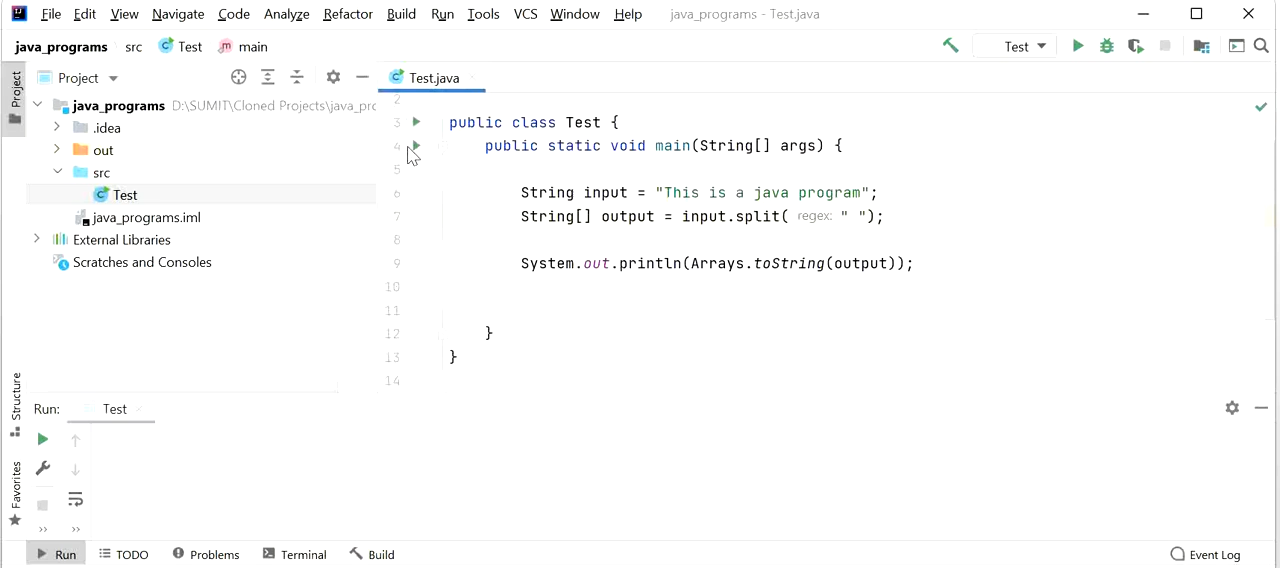 File Edit View Navigate Code Analyze Refactor Build Run Tools VCS Window Help java_programs - Test.java
java_programs src Test main Test
Project
Project
Test.java
java_programs D:\SUMIT\Cloned Projects\java_prc
.idea
out
src
Test
java_programs.iml
External Libraries
Scratches and Consoles
2
3 public class Test {
4 public static void main(String[] args) {
5
6 String input = "This is a java program";
7 String[] output = input.split( regex: " ");
8
9 System.out.println(Arrays.toString(output));
10
11
12 }
13 }
14
Structure
Favorites
Run: Test
Run TODO Problems Terminal Build Event Log